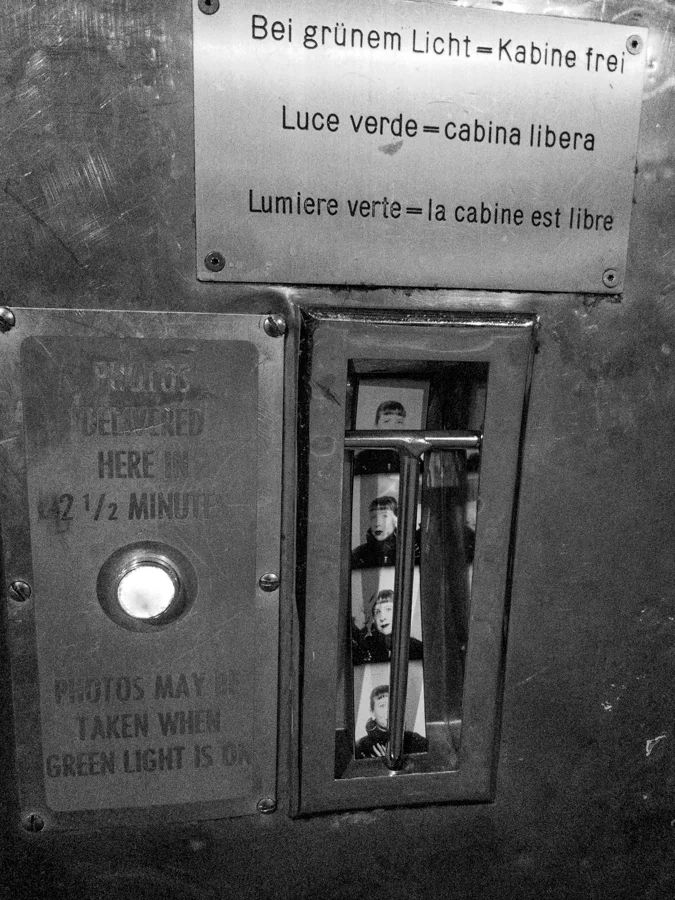 Bei grünem Licht=Kabine frei
Luce verde=cabina libera
Lumiere verte=la cabine est libre
PHOTOS
DELIVERED
HERE IN
2 1/2 MINUTE
PHOTOS MAY BE
TAKEN WHEN
GREEN LIGHT IS ON